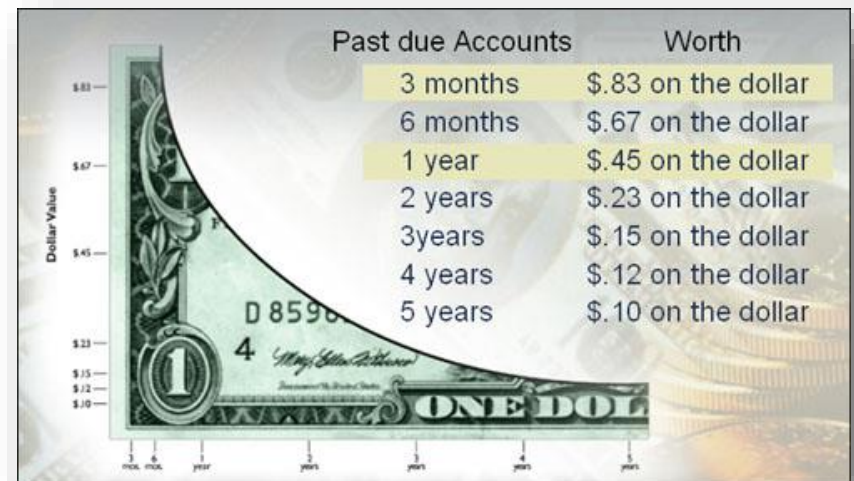 Past due Accounts Worth
3 months $.83 on the dollar
6 months $.67 on the dollar
1 year $.45 on the dollar
2 years $.23 on the dollar
3years $.15 on the dollar
4 years $.12 on the dollar
5 years $.10 on the dollar
Dollar Value
$.83
$.67
$.45
$.23
$.15
$.12
$.10
D 8596
4
1
ONE DOL
3 mos. 6 mos. 1 year 2 years 3 years 4 years 5 years